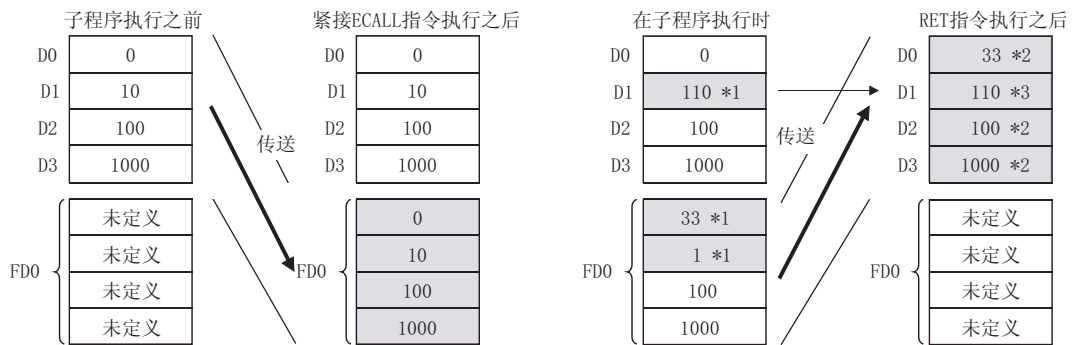 子程序执行之前
D0 0
D1 10
D2 100
D3 1000
FD0
未定义
未定义
未定义
未定义
传送
紧接ECALL指令执行之后
D0 0
D1 10
D2 100
D3 1000
FD0
0
10
100
1000
在子程序执行时
D0 0
D1 110 *1
D2 100
D3 1000
FD0
33 *1
1 *1
100
1000
传送
RET指令执行之后
D0 33 *2
D1 110 *3
D2 100 *2
D3 1000 *2
FD0
未定义
未定义
未定义
未定义